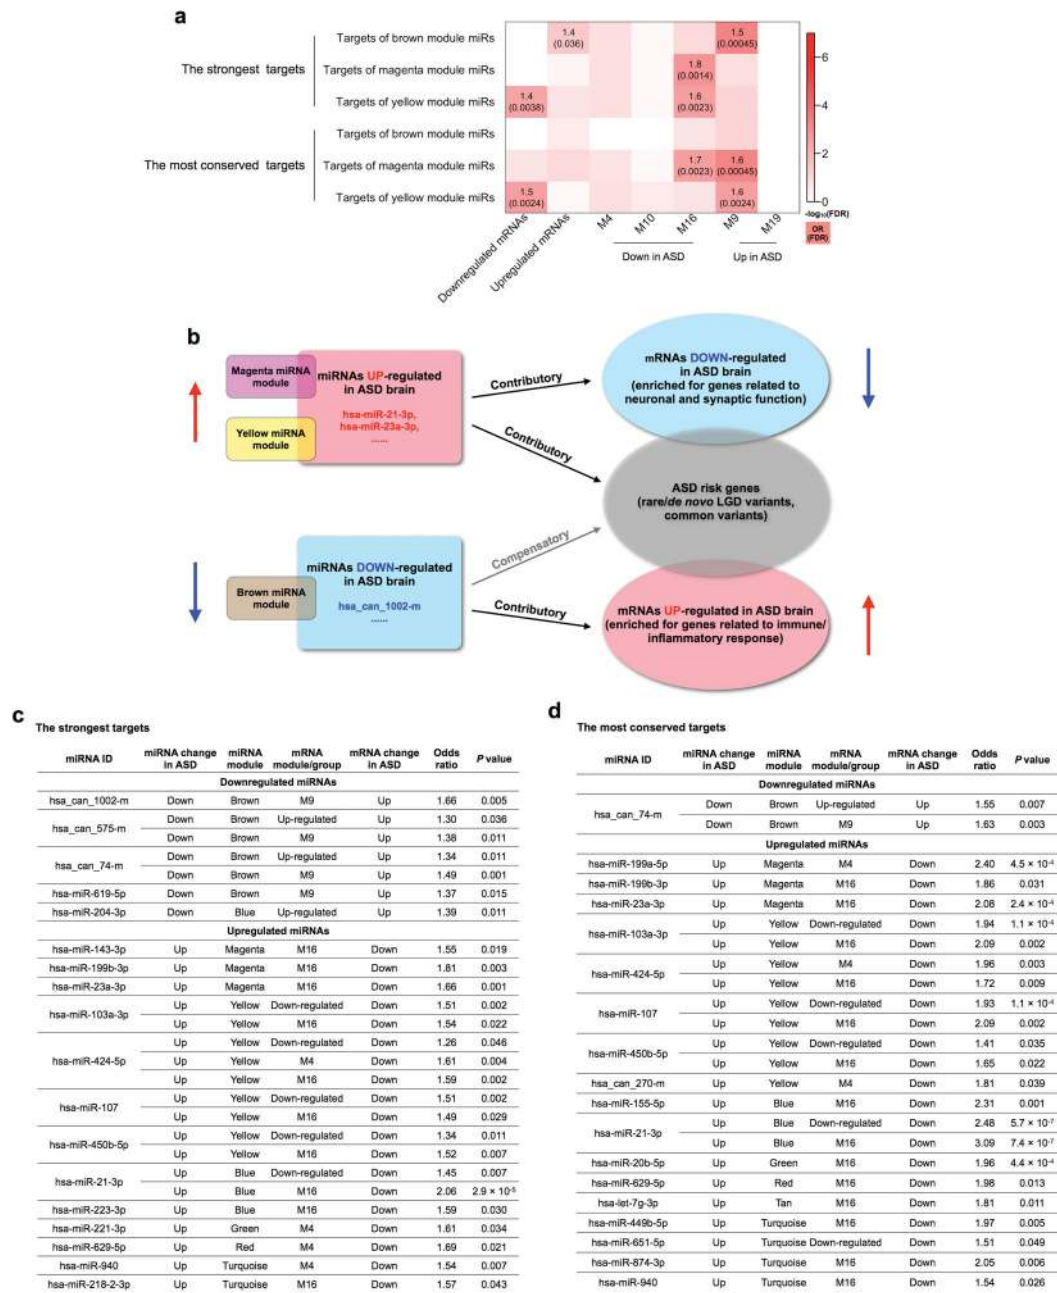 a
The strongest targets
Targets of brown module miRs
Targets of magenta module miRs
Targets of yellow module miRs
The most conserved targets
Targets of brown module miRs
Targets of magenta module miRs
Targets of yellow module miRs
1.4
(0.036)
1.5
(0.00045)
1.8
(0.0014)
1.4
(0.0038)
1.6
(0.0023)
1.7
(0.0023)
1.6
(0.00045)
1.5
(0.0024)
1.6
(0.0024)
6
4
2
0
-log₁₀(FDR)
OR
(FDR)
Downregulated mRNAs
Upregulated mRNAs
M4
M10
M16
M9
M19
Down in ASD
Up in ASD
b
Magenta miRNA
module
Yellow miRNA
module
miRNAs UP-regulated
in ASD brain
hsa-miR-21-3p,
hsa-miR-23a-3p,
......
Contributory
Contributory
mRNAs DOWN-regulated
in ASD brain
(enriched for genes related to
neuronal and synaptic function)
ASD risk genes
(rare/de novo LGD variants,
common variants)
Brown miRNA
module
miRNAs DOWN-regulated
in ASD brain
hsa_can_1002-m
......
Compensatory
Contributory
mRNAs UP-regulated in ASD brain
(enriched for genes related to immune/
inflammatory response)
c
The strongest targets
miRNA ID miRNA change in ASD miRNA module mRNA module/group mRNA change in ASD Odds ratio P value
Downregulated miRNAs
hsa_can_1002-m Down Brown M9 Up 1.66 0.005
hsa_can_575-m Down Brown Up-regulated Up 1.30 0.036
Down Brown M9 Up 1.38 0.011
hsa_can_74-m Down Brown Up-regulated Up 1.34 0.011
Down Brown M9 Up 1.49 0.001
hsa-miR-619-5p Down Brown M9 Up 1.37 0.015
hsa-miR-204-3p Down Blue Up-regulated Up 1.39 0.011
Upregulated miRNAs
hsa-miR-143-3p Up Magenta M16 Down 1.55 0.019
hsa-miR-199b-3p Up Magenta M16 Down 1.81 0.003
hsa-miR-23a-3p Up Magenta M16 Down 1.66 0.001
hsa-miR-103a-3p Up Yellow Down-regulated Down 1.51 0.002
Up Yellow M16 Down 1.54 0.022
hsa-miR-424-5p Up Yellow Down-regulated Down 1.26 0.046
Up Yellow M4 Down 1.61 0.004
Up Yellow M16 Down 1.59 0.002
hsa-miR-107 Up Yellow Down-regulated Down 1.51 0.002
Up Yellow M16 Down 1.49 0.029
hsa-miR-450b-5p Up Yellow Down-regulated Down 1.34 0.011
Up Yellow M16 Down 1.52 0.007
hsa-miR-21-3p Up Blue Down-regulated Down 1.45 0.007
Up Blue M16 Down 2.06 2.9 × 10⁻⁵
hsa-miR-223-3p Up Blue M16 Down 1.59 0.030
hsa-miR-221-3p Up Green M4 Down 1.61 0.034
hsa-miR-629-5p Up Red M4 Down 1.69 0.021
hsa-miR-940 Up Turquoise M4 Down 1.54 0.007
hsa-miR-218-2-3p Up Turquoise M16 Down 1.57 0.043
d
The most conserved targets
miRNA ID miRNA change in ASD miRNA module mRNA module/group mRNA change in ASD Odds ratio P value
Downregulated miRNAs
hsa_can_74-m Down Brown Up-regulated Up 1.55 0.007
Down Brown M9 Up 1.63 0.003
Upregulated miRNAs
hsa-miR-199a-5p Up Magenta M4 Down 2.40 4.5 × 10⁻⁴
hsa-miR-199b-3p Up Magenta M16 Down 1.86 0.031
hsa-miR-23a-3p Up Magenta M16 Down 2.08 2.4 × 10⁻⁴
hsa-miR-103a-3p Up Yellow Down-regulated Down 1.94 1.1 × 10⁻⁴
Up Yellow M16 Down 2.09 0.002
hsa-miR-424-5p Up Yellow M4 Down 1.96 0.003
Up Yellow M16 Down 1.72 0.009
hsa-miR-107 Up Yellow Down-regulated Down 1.93 1.1 × 10⁻⁴
Up Yellow M16 Down 2.09 0.002
hsa-miR-450b-5p Up Yellow Down-regulated Down 1.41 0.035
Up Yellow M16 Down 1.65 0.022
hsa_can_270-m Up Yellow M4 Down 1.81 0.039
hsa-miR-155-5p Up Blue M16 Down 2.31 0.001
hsa-miR-21-3p Up Blue Down-regulated Down 2.48 5.7 × 10⁻⁷
Up Blue M16 Down 3.09 7.4 × 10⁻⁷
hsa-miR-20b-5p Up Green M16 Down 1.96 4.4 × 10⁻⁴
hsa-miR-629-5p Up Red M16 Down 1.98 0.013
hsa-let-7g-3p Up Tan M16 Down 1.81 0.011
hsa-miR-449b-5p Up Turquoise M16 Down 1.97 0.005
hsa-miR-651-5p Up Turquoise Down-regulated Down 1.51 0.049
hsa-miR-874-3p Up Turquoise M16 Down 2.05 0.006
hsa-miR-940 Up Turquoise M16 Down 1.54 0.026